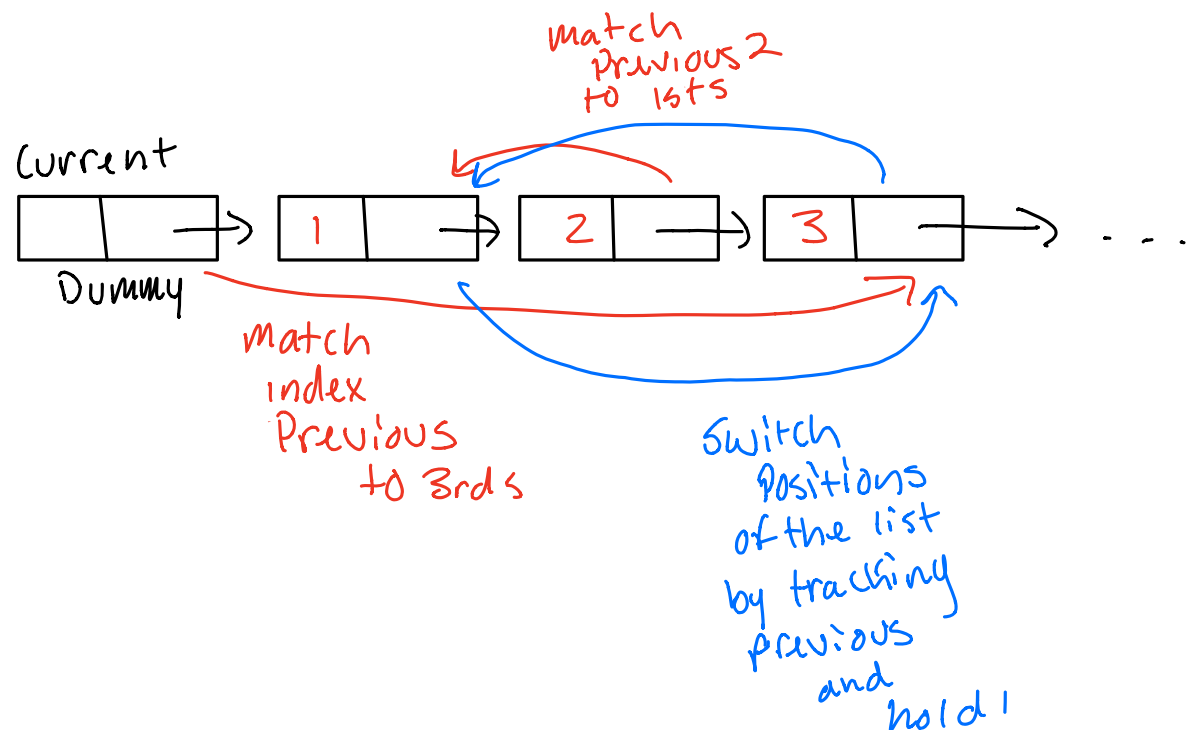 match
Previous 2
to 1sts
Current
1
2
3
. . .
Dummy
match
index
Previous
to 3rds
Switch
Positions
of the list
by tracking
previous
and
hold 1